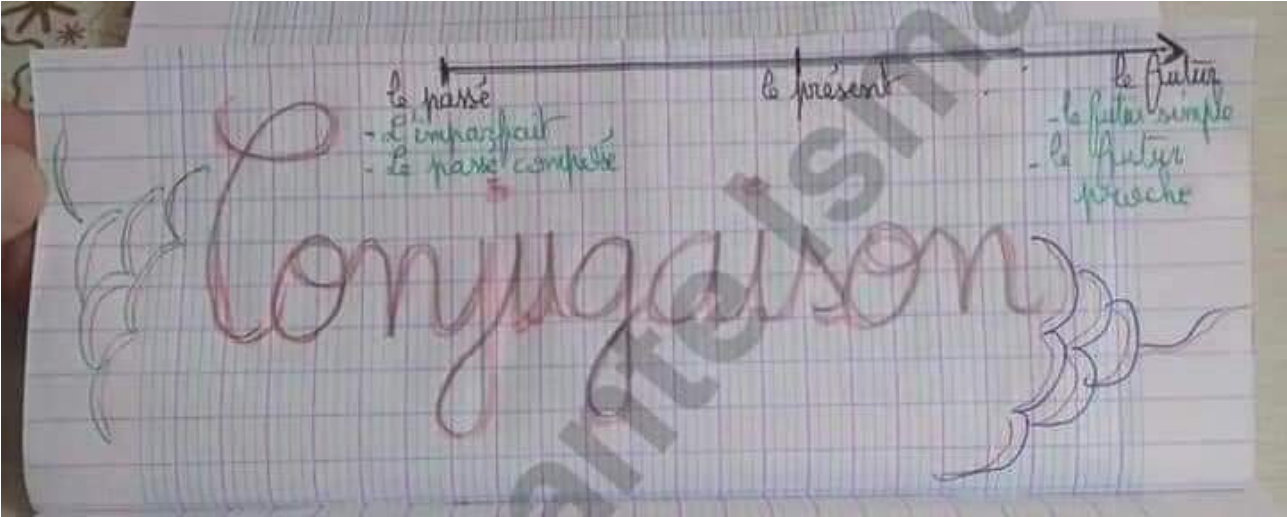 le passé le présent le futur
- L'imparfait
- Le passé composé
- le futur simple
- le futur
proche
Conjugaison